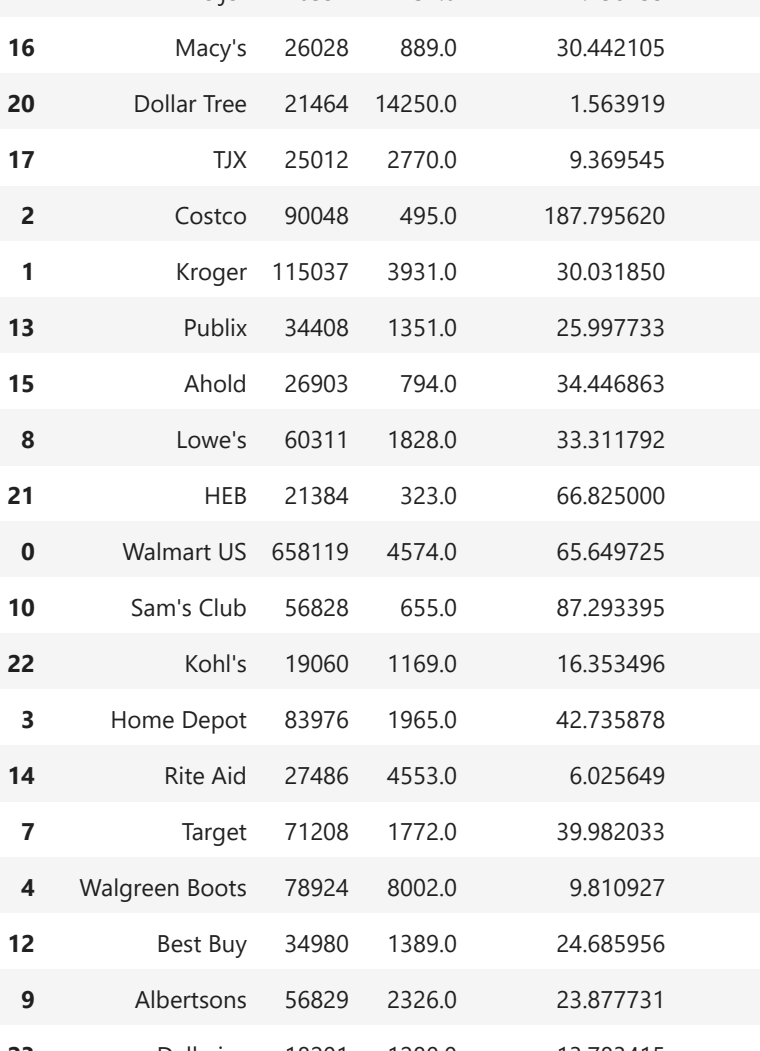 16 Macy's 26028 889.0 30.442105
20 Dollar Tree 21464 14250.0 1.563919
17 TJX 25012 2770.0 9.369545
2 Costco 90048 495.0 187.795620
1 Kroger 115037 3931.0 30.031850
13 Publix 34408 1351.0 25.997733
15 Ahold 26903 794.0 34.446863
8 Lowe's 60311 1828.0 33.311792
21 HEB 21384 323.0 66.825000
0 Walmart US 658119 4574.0 65.649725
10 Sam's Club 56828 655.0 87.293395
22 Kohl's 19060 1169.0 16.353496
3 Home Depot 83976 1965.0 42.735878
14 Rite Aid 27486 4553.0 6.025649
7 Target 71208 1772.0 39.982033
4 Walgreen Boots 78924 8002.0 9.810927
12 Best Buy 34980 1389.0 24.685956
9 Albertsons 56829 2326.0 23.877731